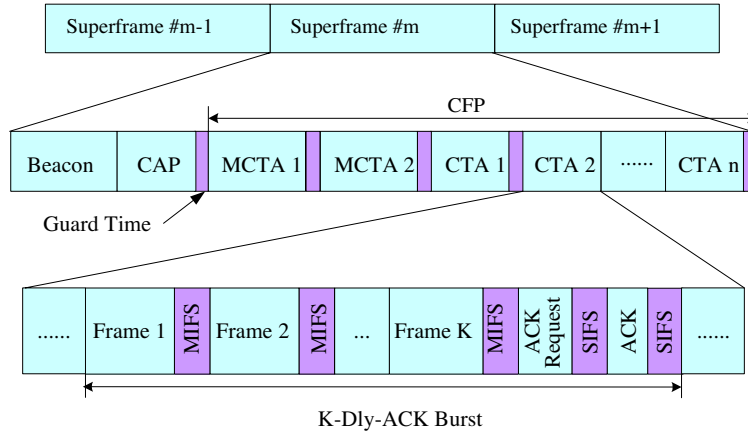 Superframe #m-1 Superframe #m Superframe #m+1
CFP
Beacon CAP MCTA 1 MCTA 2 CTA 1 CTA 2 ...... CTA n
Guard Time
...... Frame 1 MIFS Frame 2 MIFS ... Frame K MIFS ACK Request SIFS ACK SIFS ......
K-Dly-ACK Burst